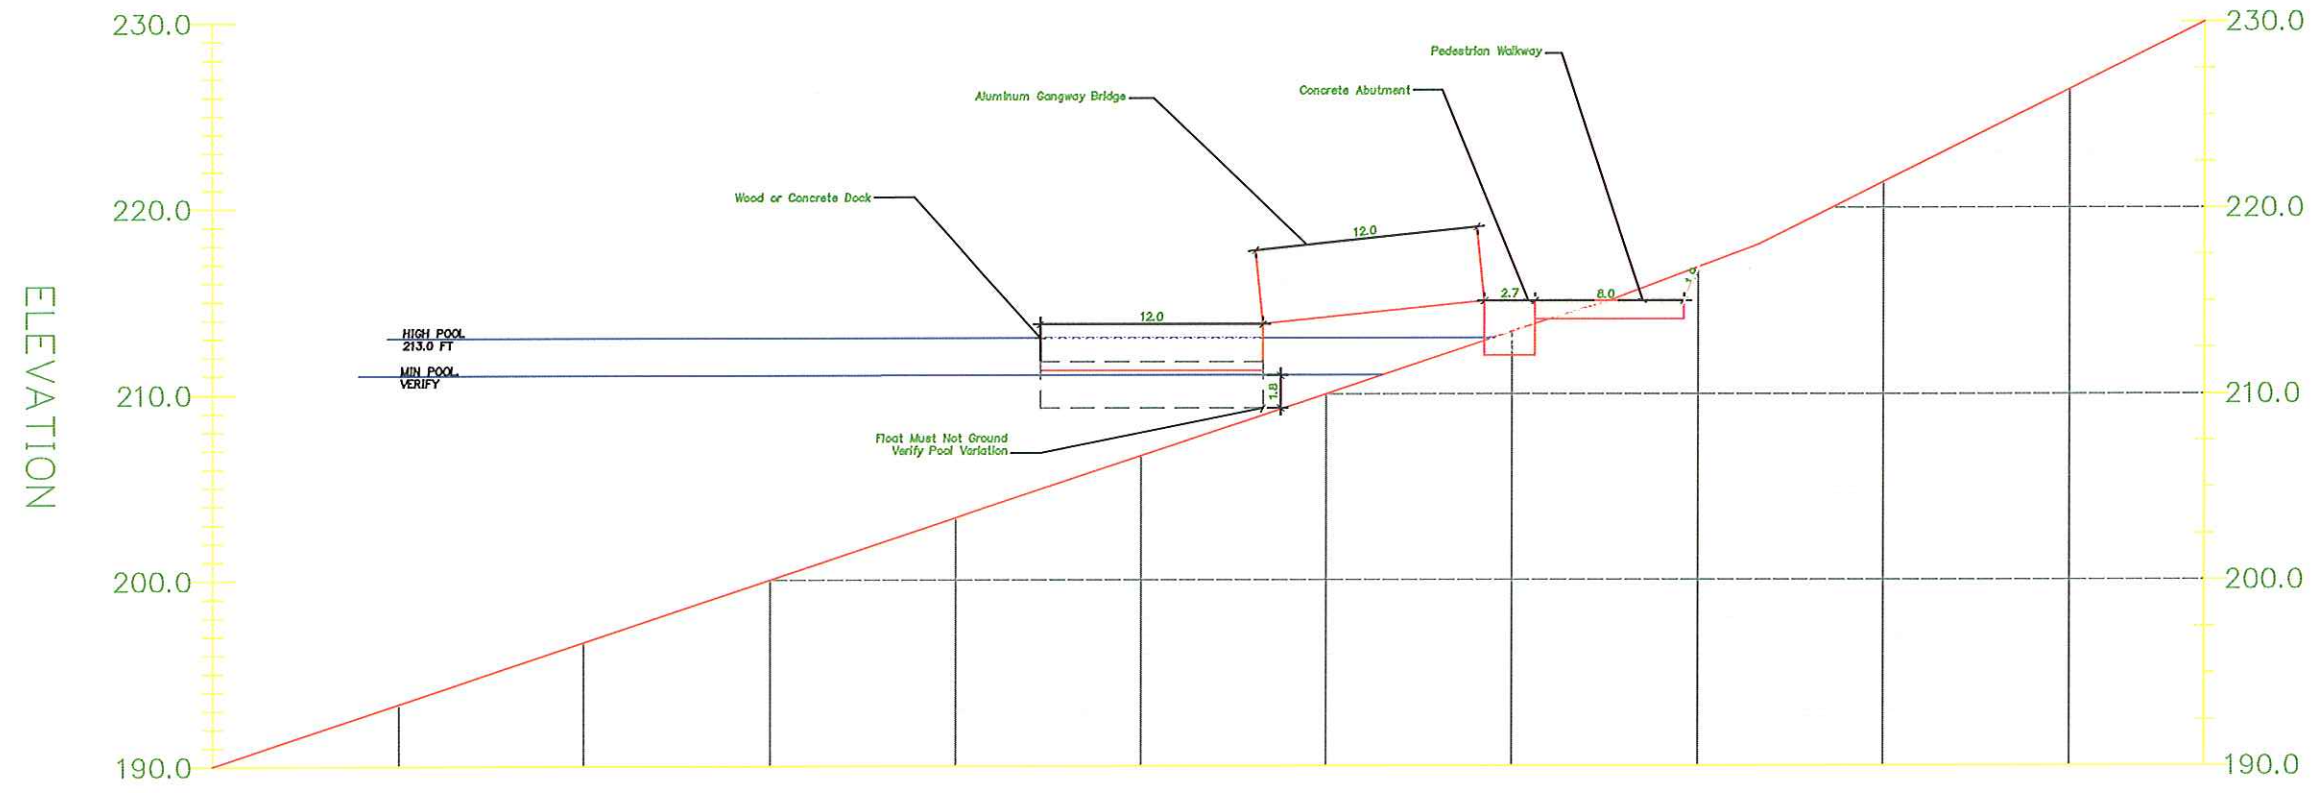 230.0
230.0
Pedestrian Walkway
Concrete Abutment
Aluminum Gangway Bridge
220.0
220.0
Wood or Concrete Dock
12.0
2.7
8.0
12.0
HIGH POOL
213.0 FT
MIN POOL
VERIFY
1.8
210.0
210.0
Float Must Not Ground
Verify Pool Variation
ELEVATION
200.0
200.0
190.0
190.0